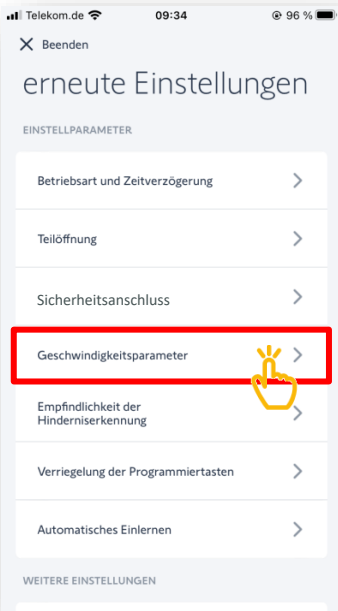 Telekom.de 09:34 96 %
Beenden
erneute Einstellungen
EINSTELLPARAMETER
Betriebsart und Zeitverzögerung
Teilöffnung
Sicherheitsanschluss
Geschwindigkeitsparameter
Empfindlichkeit der
Hinderniserkennung
Verriegelung der Programmiertasten
Automatisches Einlernen
WEITERE EINSTELLUNGEN